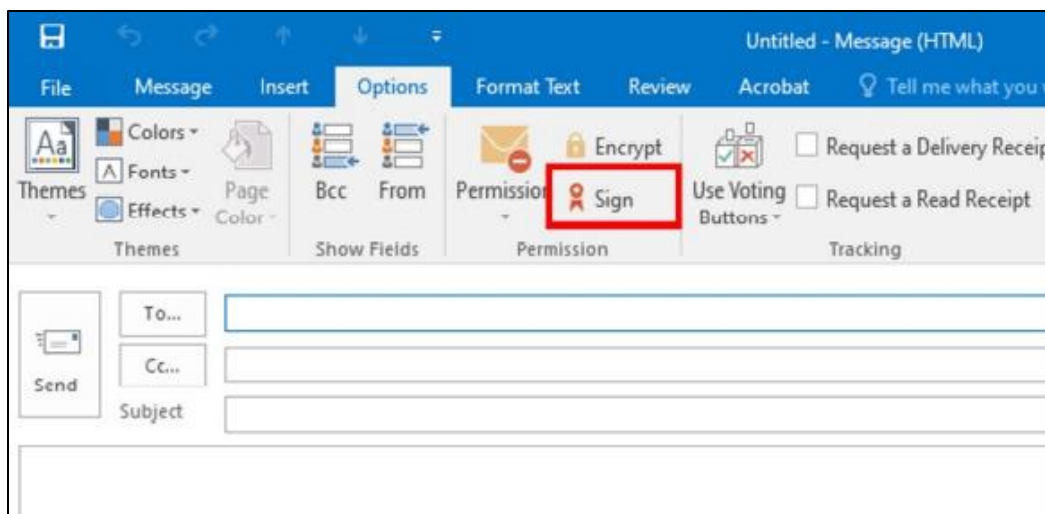 Untitled - Message (HTML)
File Message Insert Options Format Text Review Acrobat Tell me what you
Themes
Colors
Fonts
Effects
Page Color
Themes
Bcc
From
Show Fields
Permission
Encrypt
Sign
Permission
Use Voting Buttons
Request a Delivery
Request a Read Receipt
Tracking
Send
To...
Cc...
Subject